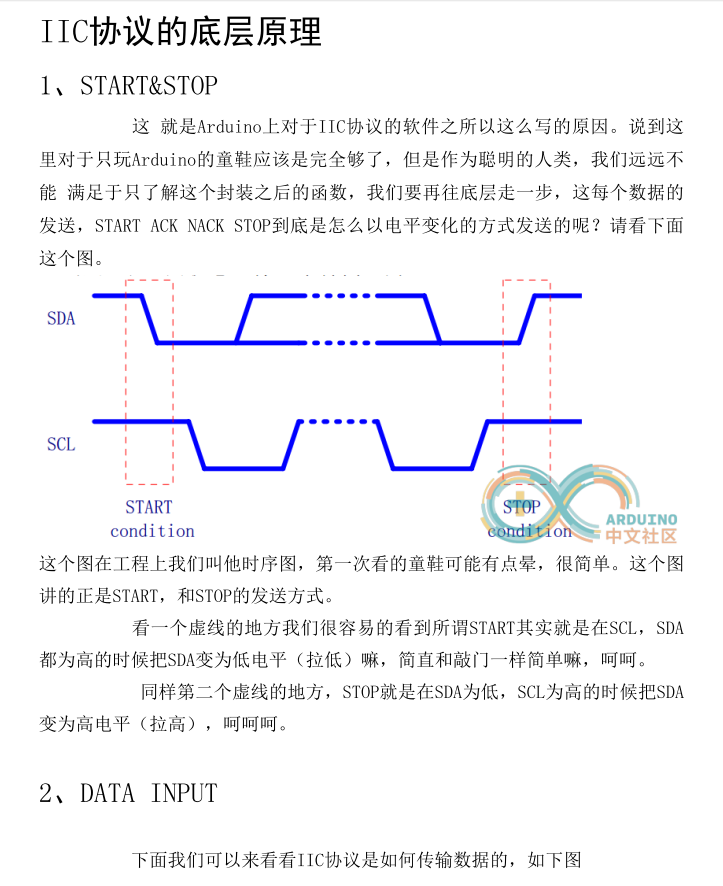 IIC协议的底层原理
1、START&STOP
这 就是Arduino上对于IIC协议的软件之所以这么写的原因。说到这
里对于只玩Arduino的童鞋应该是完全够了，但是作为聪明的人类，我们远远不
能 满足于只了解这个封装之后的函数，我们要再往底层走一步，这每个数据的
发送，START ACK NACK STOP到底是怎么以电平变化的方式发送的呢？请看下面
这个图。
SDA
SCL
START
condition
STOP
condition
ARDUINO
中文社区
这个图在工程上我们叫他时序图，第一次看的童鞋可能有点晕，很简单。这个图
讲的正是START，和STOP的发送方式。
看一个虚线的地方我们很容易的看到所谓START其实就是在SCL，SDA
都为高的时候把SDA变为低电平（拉低）嘛，简直和敲门一样简单嘛，呵呵。
同样第二个虚线的地方，STOP就是在SDA为低，SCL为高的时候把SDA
变为高电平（拉高），呵呵呵。
2、DATA INPUT
下面我们可以来看看IIC协议是如何传输数据的，如下图